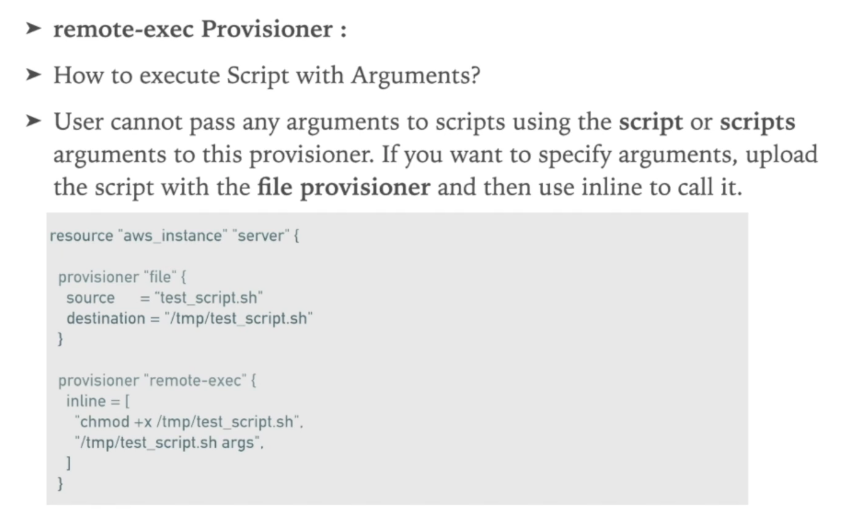 ➤ remote-exec Provisioner :
➤ How to execute Script with Arguments?
➤ User cannot pass any arguments to scripts using the script or scripts
arguments to this provisioner. If you want to specify arguments, upload
the script with the file provisioner and then use inline to call it.
resource "aws_instance" "server" {
provisioner "file" {
source = "test_script.sh"
destination = "/tmp/test_script.sh"
}
provisioner "remote-exec" {
inline = [
"chmod +x /tmp/test_script.sh",
"/tmp/test_script.sh args",
]
}